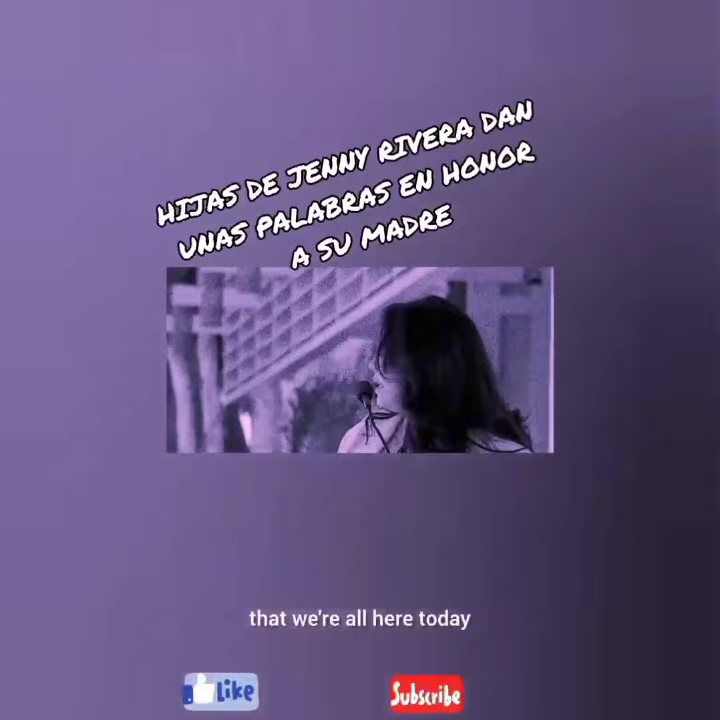 HIJAS DE JENNY RIVERA DAN
UNAS PALABRAS EN HONOR
A SU MADRE
that we're all here today
Like
Subscribe